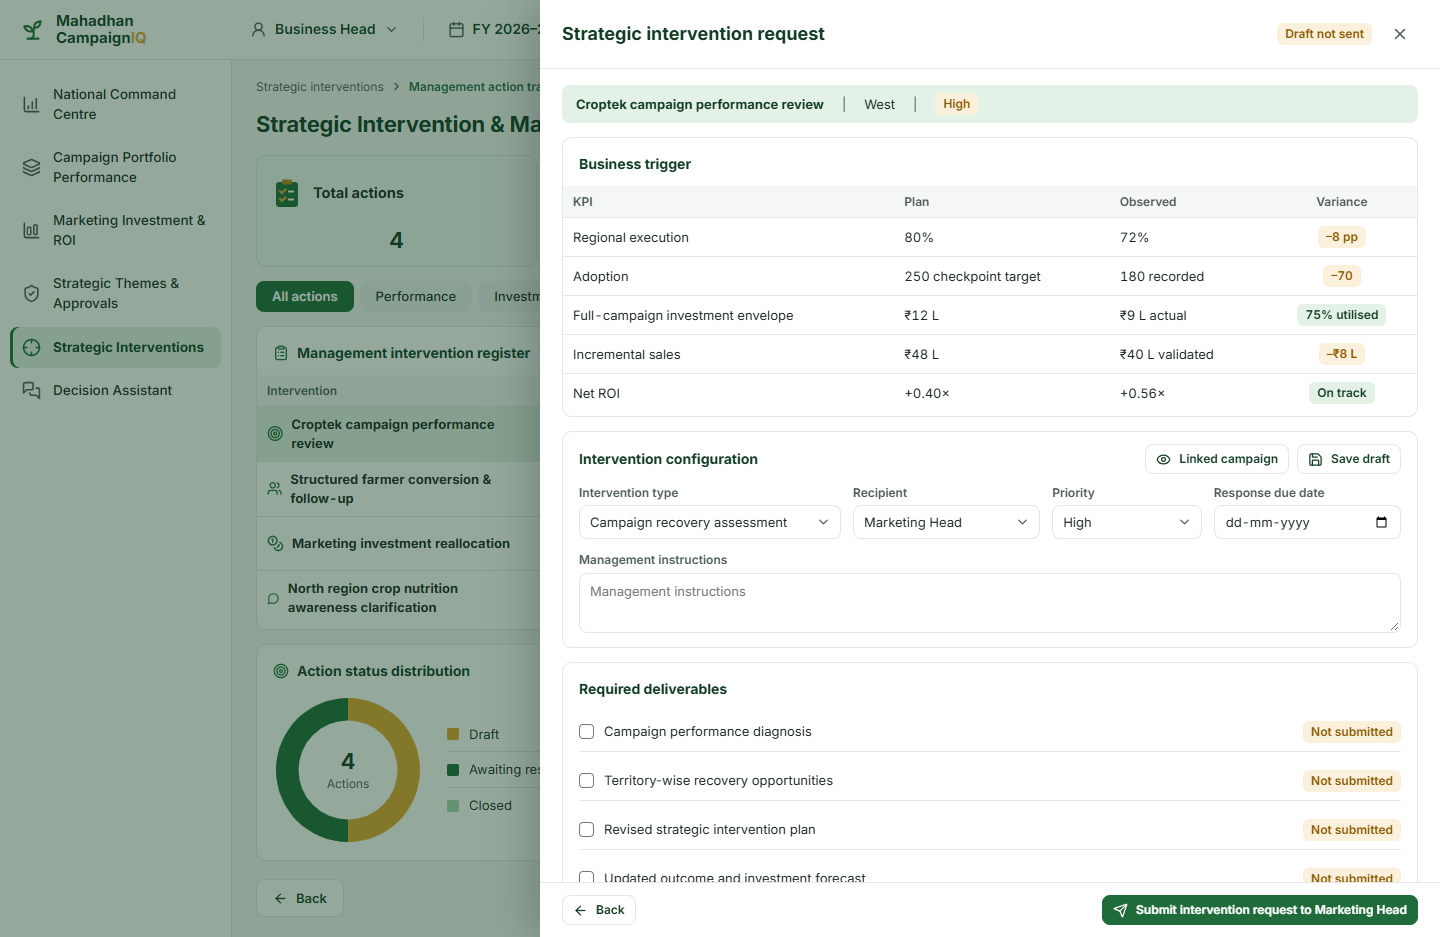 Mahadhan
CampaignIQ
Business Head
FY 2026–2
National Command
Centre
Campaign Portfolio
Performance
Marketing Investment &
ROI
Strategic Themes &
Approvals
Strategic Interventions
Decision Assistant
Strategic interventions > Management action tra
Strategic Intervention & Ma
Total actions
4
All actions
Performance
Investm
Management intervention register
Intervention
Croptek campaign performance
review
Structured farmer conversion &
follow-up
Marketing investment reallocation
North region crop nutrition
awareness clarification
Action status distribution
4
Actions
Draft
Awaiting res
Closed
Back
Strategic intervention request
Draft not sent
Croptek campaign performance review | West | High
Business trigger
KPI Plan Observed Variance
Regional execution 80% 72% −8 pp
Adoption 250 checkpoint target 180 recorded −70
Full-campaign investment envelope ₹12 L ₹9 L actual 75% utilised
Incremental sales ₹48 L ₹40 L validated −₹8 L
Net ROI +0.40× +0.56× On track
Intervention configuration
Linked campaign
Save draft
Intervention type Recipient Priority Response due date
Campaign recovery assessment Marketing Head High dd-mm-yyyy
Management instructions
Management instructions
Required deliverables
Campaign performance diagnosis Not submitted
Territory-wise recovery opportunities Not submitted
Revised strategic intervention plan Not submitted
Updated outcome and investment forecast Not submitted
Back
Submit intervention request to Marketing Head